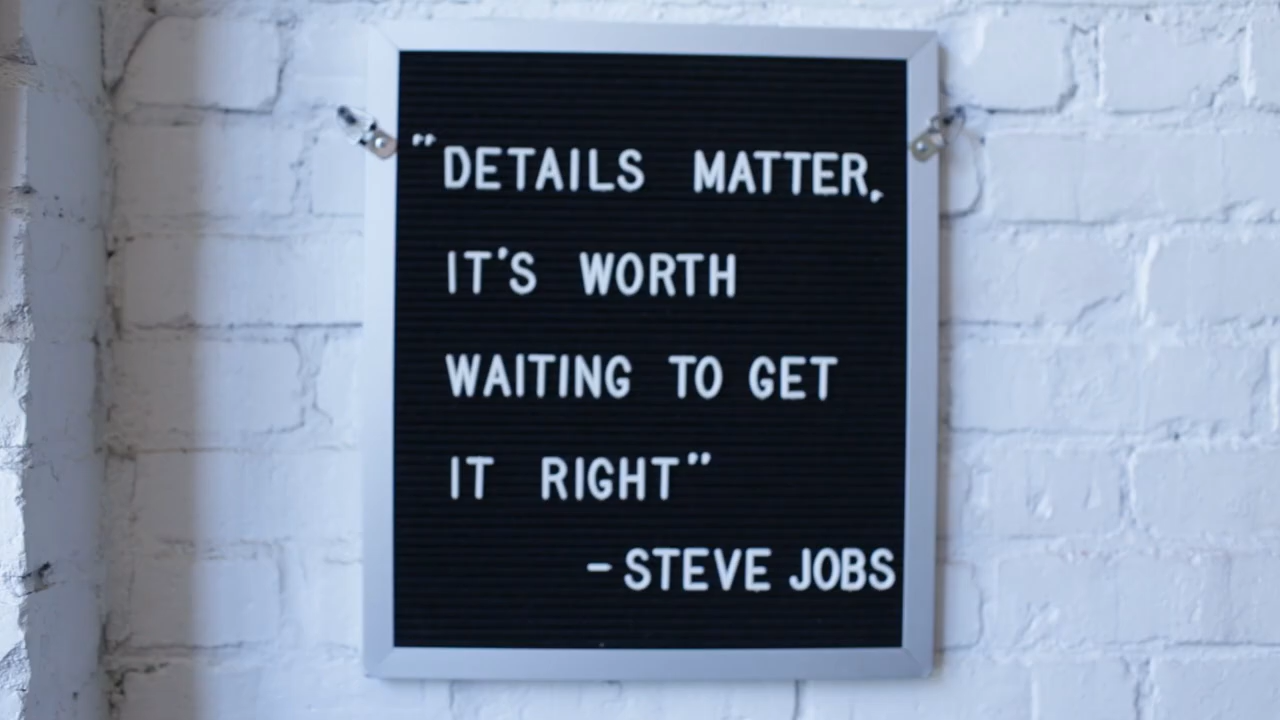 "DETAILS MATTER,
IT'S WORTH
WAITING TO GET
IT RIGHT"
-STEVE JOBS